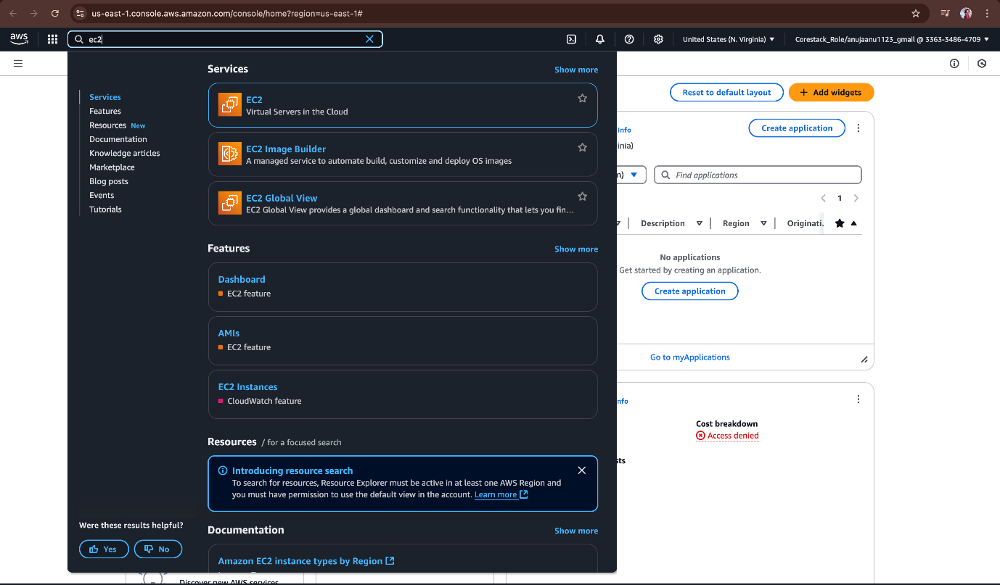 us-east-1.console.aws.amazon.com/console/home?region=us-east-1#
aws
ec2
United States (N. Virginia)
Corestack_Role/anujaanu1123_gmail @ 3363-3486-4709
Services
Features
Resources New
Documentation
Knowledge articles
Marketplace
Blog posts
Events
Tutorials
Were these results helpful?
Yes
No
Services
Show more
EC2
Virtual Servers in the Cloud
EC2 Image Builder
A managed service to automate build, customize and deploy OS images
EC2 Global View
EC2 Global View provides a global dashboard and search functionality that lets you fin...
Features
Show more
Dashboard
EC2 feature
AMIs
EC2 feature
EC2 Instances
CloudWatch feature
Resources / for a focused search
Introducing resource search
To search for resources, Resource Explorer must be active in at least one AWS Region and
you must have permission to use the default view in the account. Learn more
Documentation
Show more
Amazon EC2 instance types by Region
Reset to default layout
+ Add widgets
Info
Create application
inia)
n)
Find applications
1
Description
Region
Originati.
No applications
Get started by creating an application.
Create application
Go to myApplications
nfo
Cost breakdown
Access denied
sts
Discover new AWS services